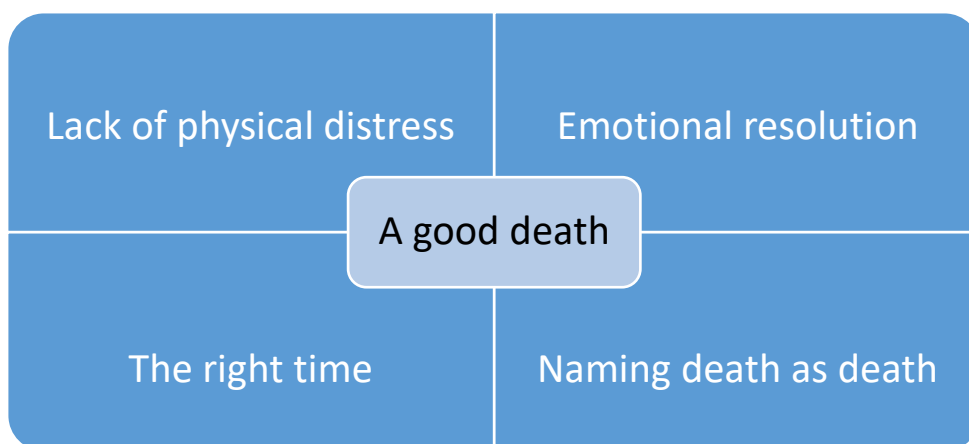 Lack of physical distress
Emotional resolution
A good death
The right time
Naming death as death